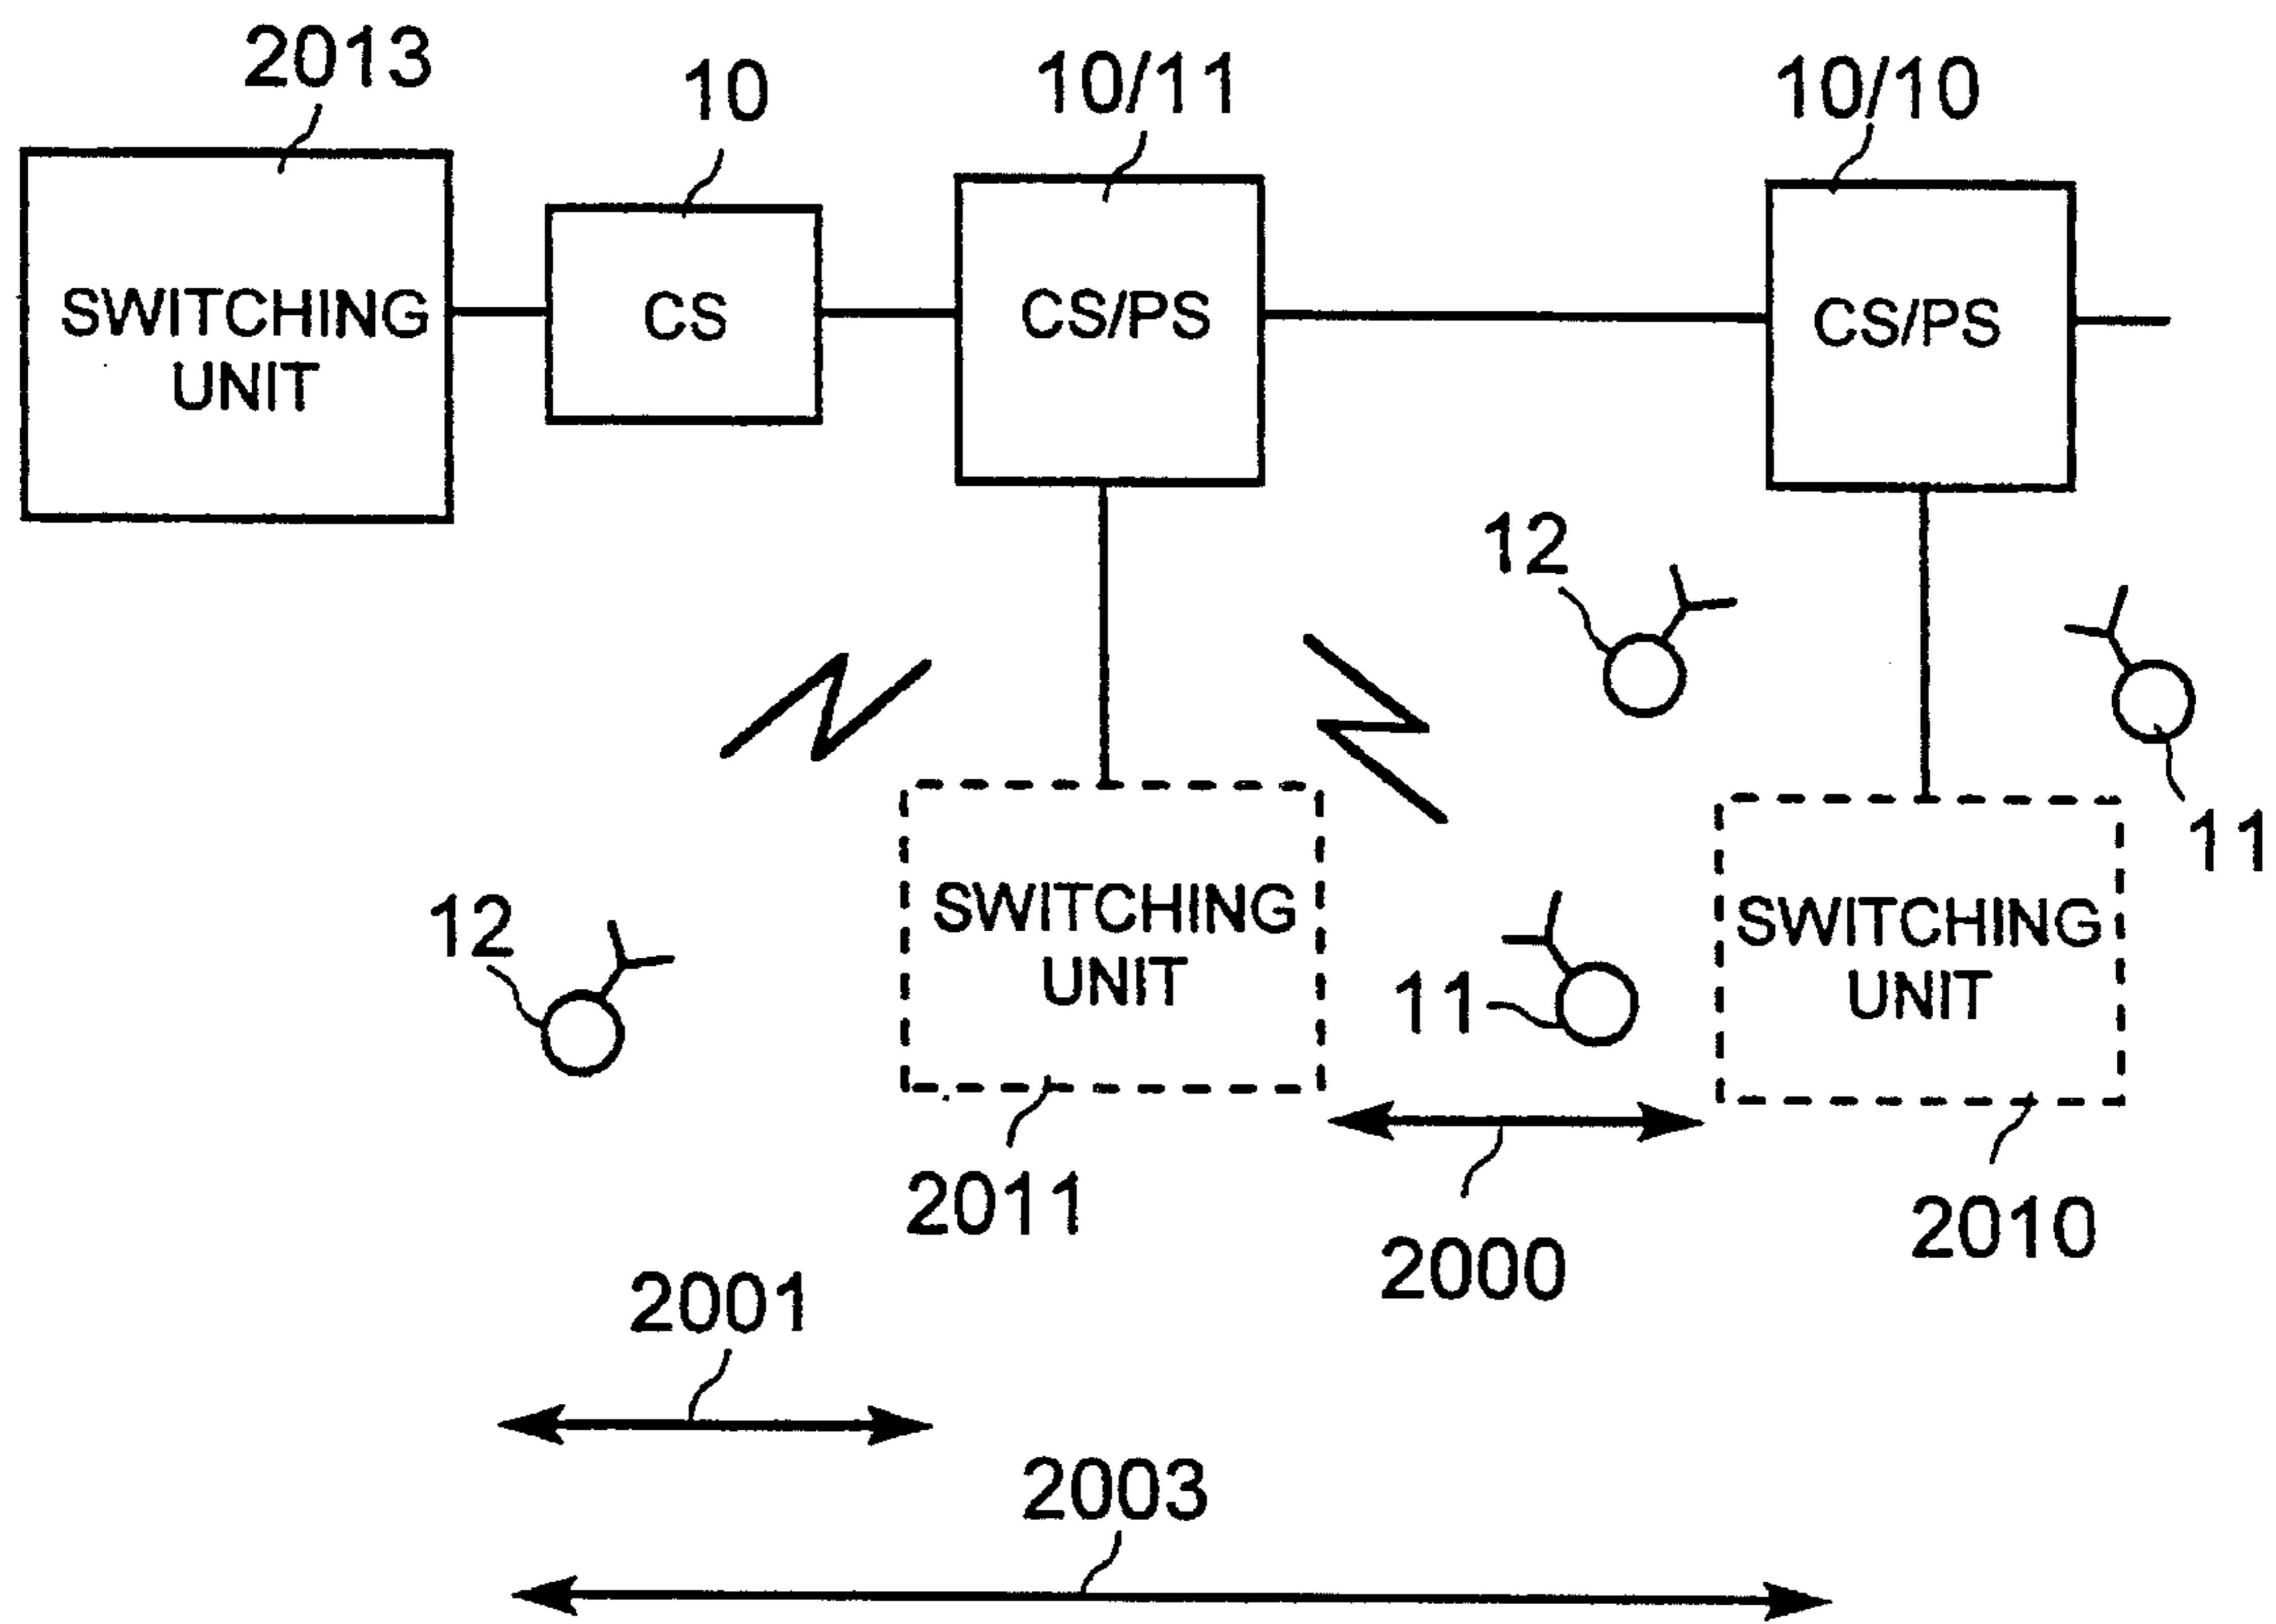 2013
10
10/11
10/10
SWITCHING
UNIT
CS
CS/PS
CS/PS
12
11
12
SWITCHING
UNIT
11
SWITCHING
UNIT
2011
2000
2010
2001
2003